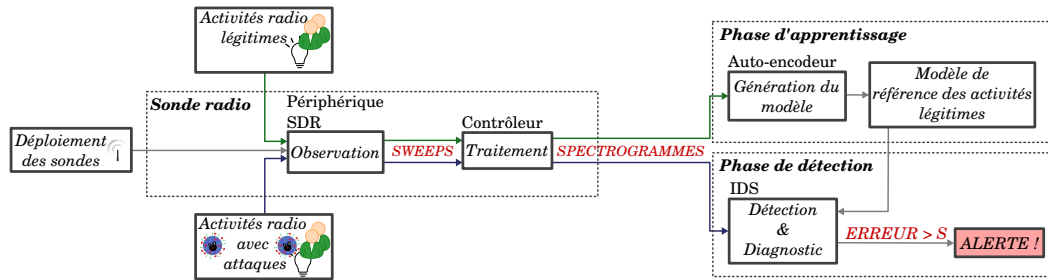 Activités radio
légitimes
Sonde radio
Périphérique
SDR
Déploiement
des sondes
Observation
SWEEPS
Contrôleur
Traitement
SPECTROGRAMMES
Activités radio
avec
attaques
Phase d'apprentissage
Auto-encodeur
Génération du
modèle
Modèle de
référence des activités
légitimes
Phase de détection
IDS
Détection
&
Diagnostic
ERREUR > S
ALERTE !